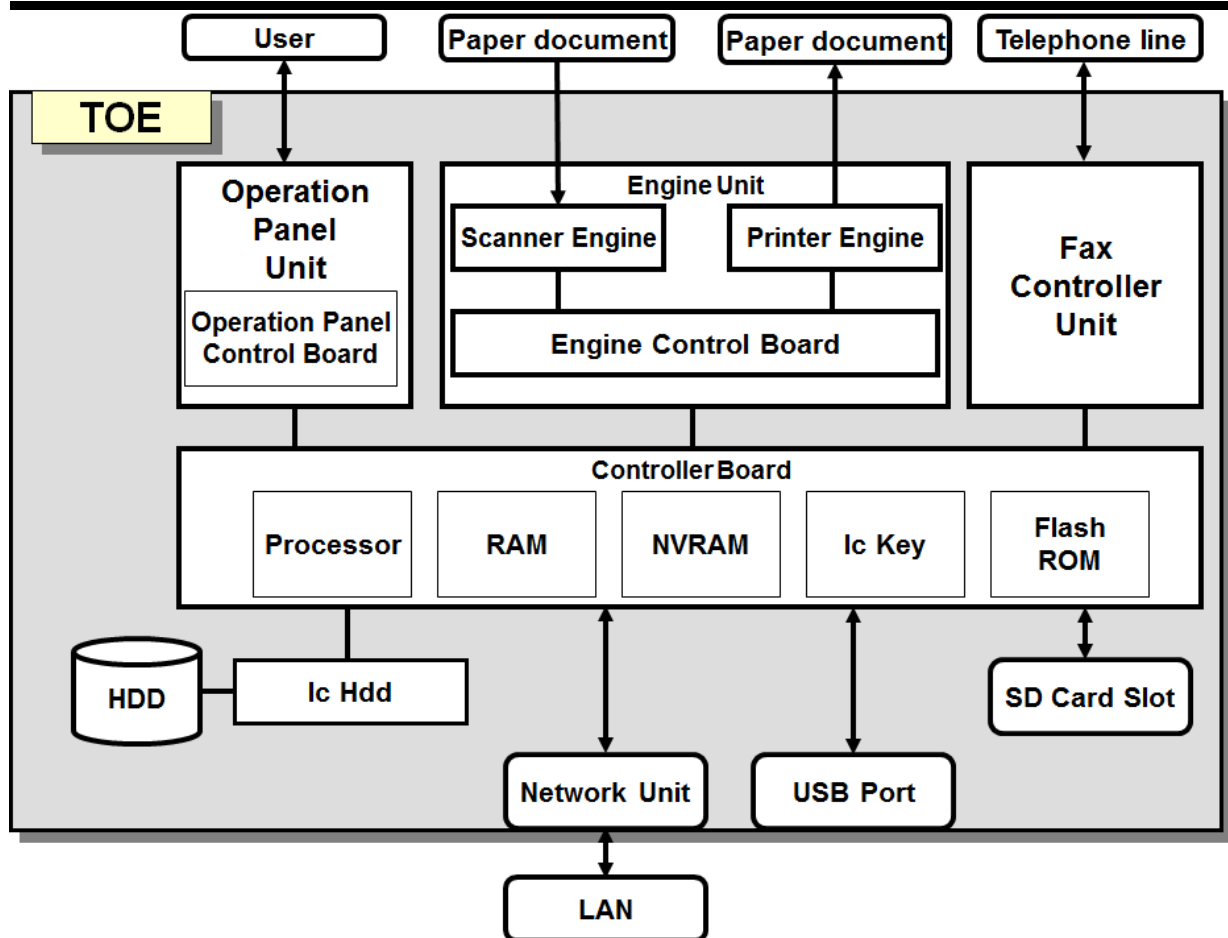 User
Paper document
Paper document
Telephone line
TOE
Operation
Panel
Unit
Operation Panel
Control Board
Engine Unit
Scanner Engine
Printer Engine
Engine Control Board
Fax
Controller
Unit
Controller Board
Processor
RAM
NVRAM
Ic Key
Flash
ROM
HDD
Ic Hdd
SD Card Slot
Network Unit
USB Port
LAN